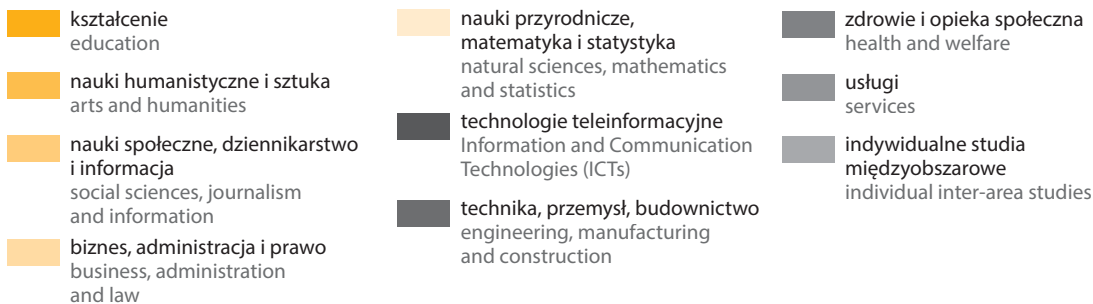 kształcenie
education
nauki humanistyczne i sztuka
arts and humanities
nauki społeczne, dziennikarstwo
i informacja
social sciences, journalism
and information
biznes, administracja i prawo
business, administration
and law
nauki przyrodnicze,
matematyka i statystyka
natural sciences, mathematics
and statistics
technologie teleinformacyjne
Information and Communication
Technologies (ICTs)
technika, przemysł, budownictwo
engineering, manufacturing
and construction
zdrowie i opieka społeczna
health and welfare
usługi
services
indywidualne studia
międzyobszarowe
individual inter-area studies